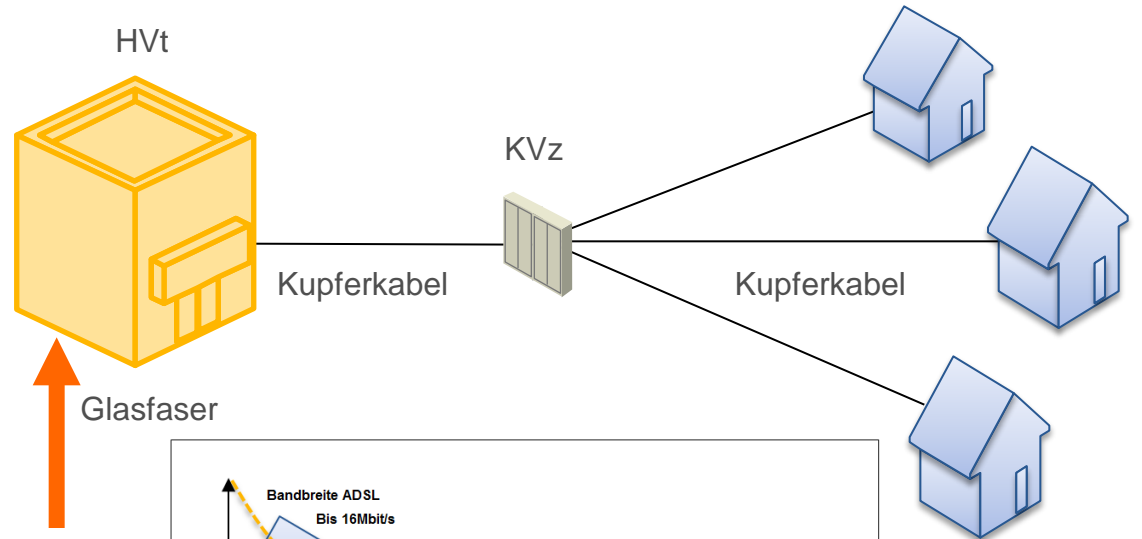 HVt
KVz
Kupferkabel
Kupferkabel
Glasfaser
Bandbreite ADSL
Bis 16Mbit/s